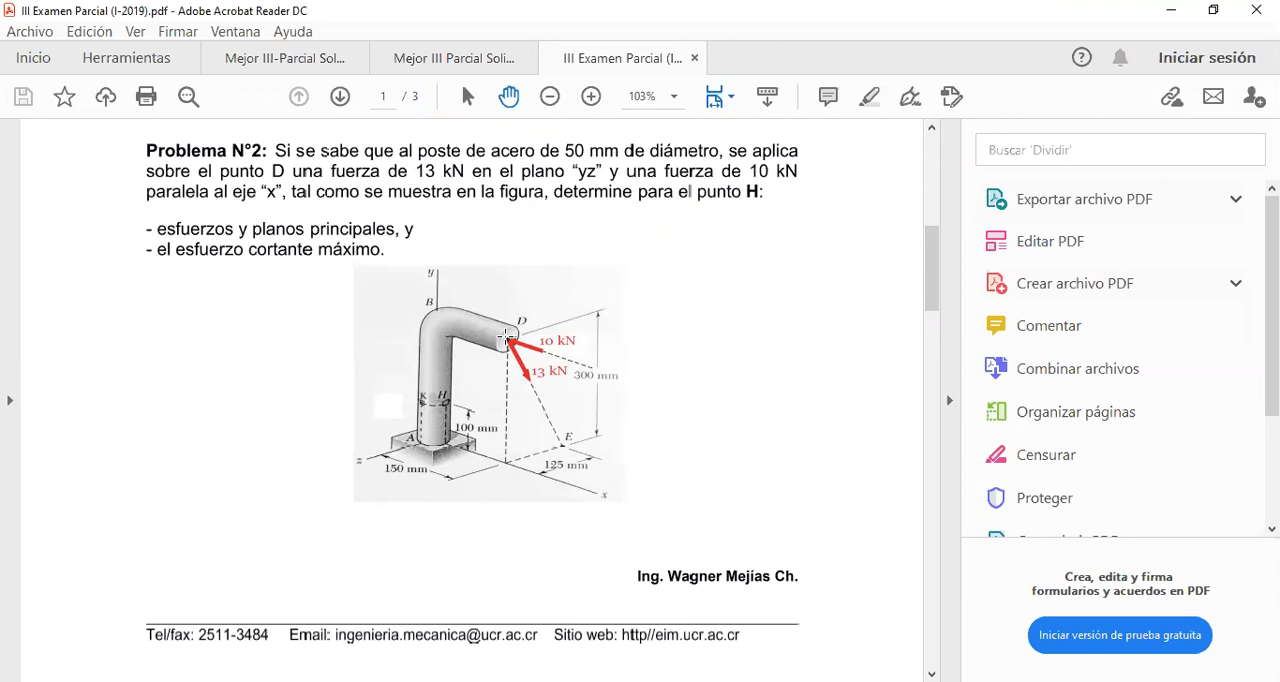 III Examen Parcial (I-2019).pdf - Adobe Acrobat Reader DC
Archivo Edición Ver Firmar Ventana Ayuda
Inicio Herramientas Mejor III-Parcial Sol... Mejor III Parcial Soli... III Examen Parcial (I... × Iniciar sesión
1 / 3 103%
Problema N°2: Si se sabe que al poste de acero de 50 mm de diámetro, se aplica
sobre el punto D una fuerza de 13 kN en el plano “yz” y una fuerza de 10 kN
paralela al eje “x”, tal como se muestra en la figura, determine para el punto H:
- esfuerzos y planos principales, y
- el esfuerzo cortante máximo.
y
B
D
10 kN
13 kN
300 mm
K H
100 mm
A
E
z
150 mm
125 mm
x
Ing. Wagner Mejías Ch.
Tel/fax: 2511-3484 Email: ingenieria.mecanica@ucr.ac.cr Sitio web: http//eim.ucr.ac.cr
Buscar 'Dividir'
Exportar archivo PDF
Editar PDF
Crear archivo PDF
Comentar
Combinar archivos
Organizar páginas
Censurar
Proteger
Crea, edita y firma
formularios y acuerdos en PDF
Iniciar versión de prueba gratuita